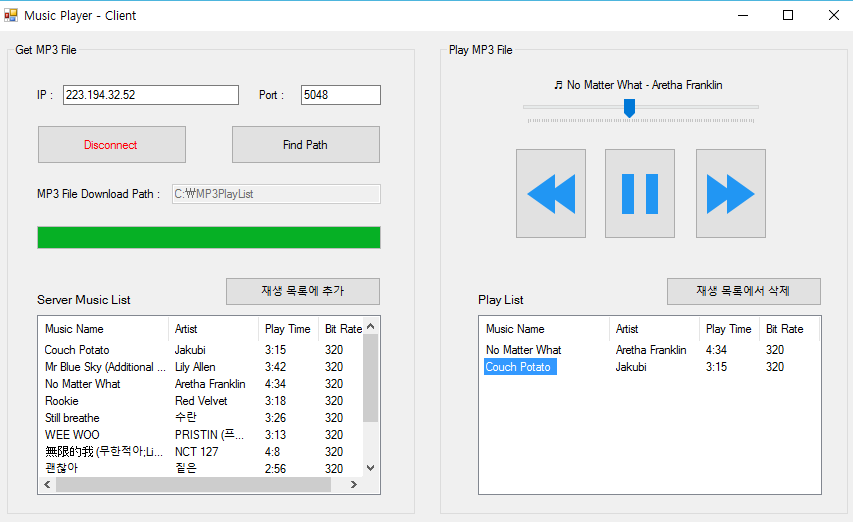 Music Player - Client
Get MP3 File
IP : 223.194.32.52 Port : 5048
Disconnect Find Path
MP3 File Download Path : C:₩MP3PlayList
재생 목록에 추가
Server Music List
Music Name Artist Play Time Bit Rate
Couch Potato Jakubi 3:15 320
Mr Blue Sky (Additional ... Lily Allen 3:42 320
No Matter What Aretha Franklin 4:34 320
Rookie Red Velvet 3:18 320
Still breathe 수란 3:26 320
WEE WOO PRISTIN (프... 3:13 320
無限的我 (무한적아;Li... NCT 127 4:8 320
괜찮아 짙은 2:56 320
Play MP3 File
♬ No Matter What - Aretha Franklin
재생 목록에서 삭제
Play List
Music Name Artist Play Time Bit Rate
No Matter What Aretha Franklin 4:34 320
Couch Potato Jakubi 3:15 320